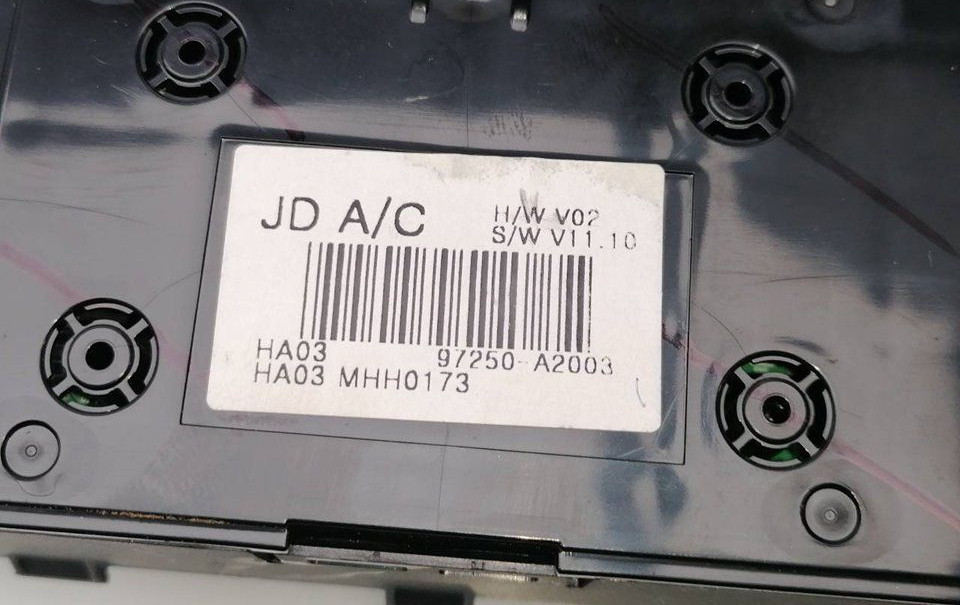 JD A/C
H/W V02
S/W V11.10
HA03 97250-A2003
HA03 MHH0173